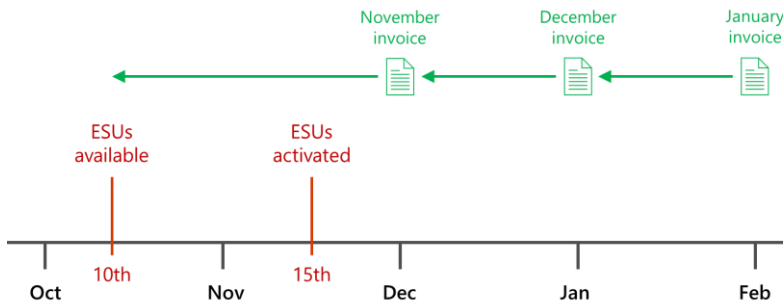 November
invoice
December
invoice
January
invoice
ESUs
available
ESUs
activated
10th
15th
Oct
Nov
Dec
Jan
Feb